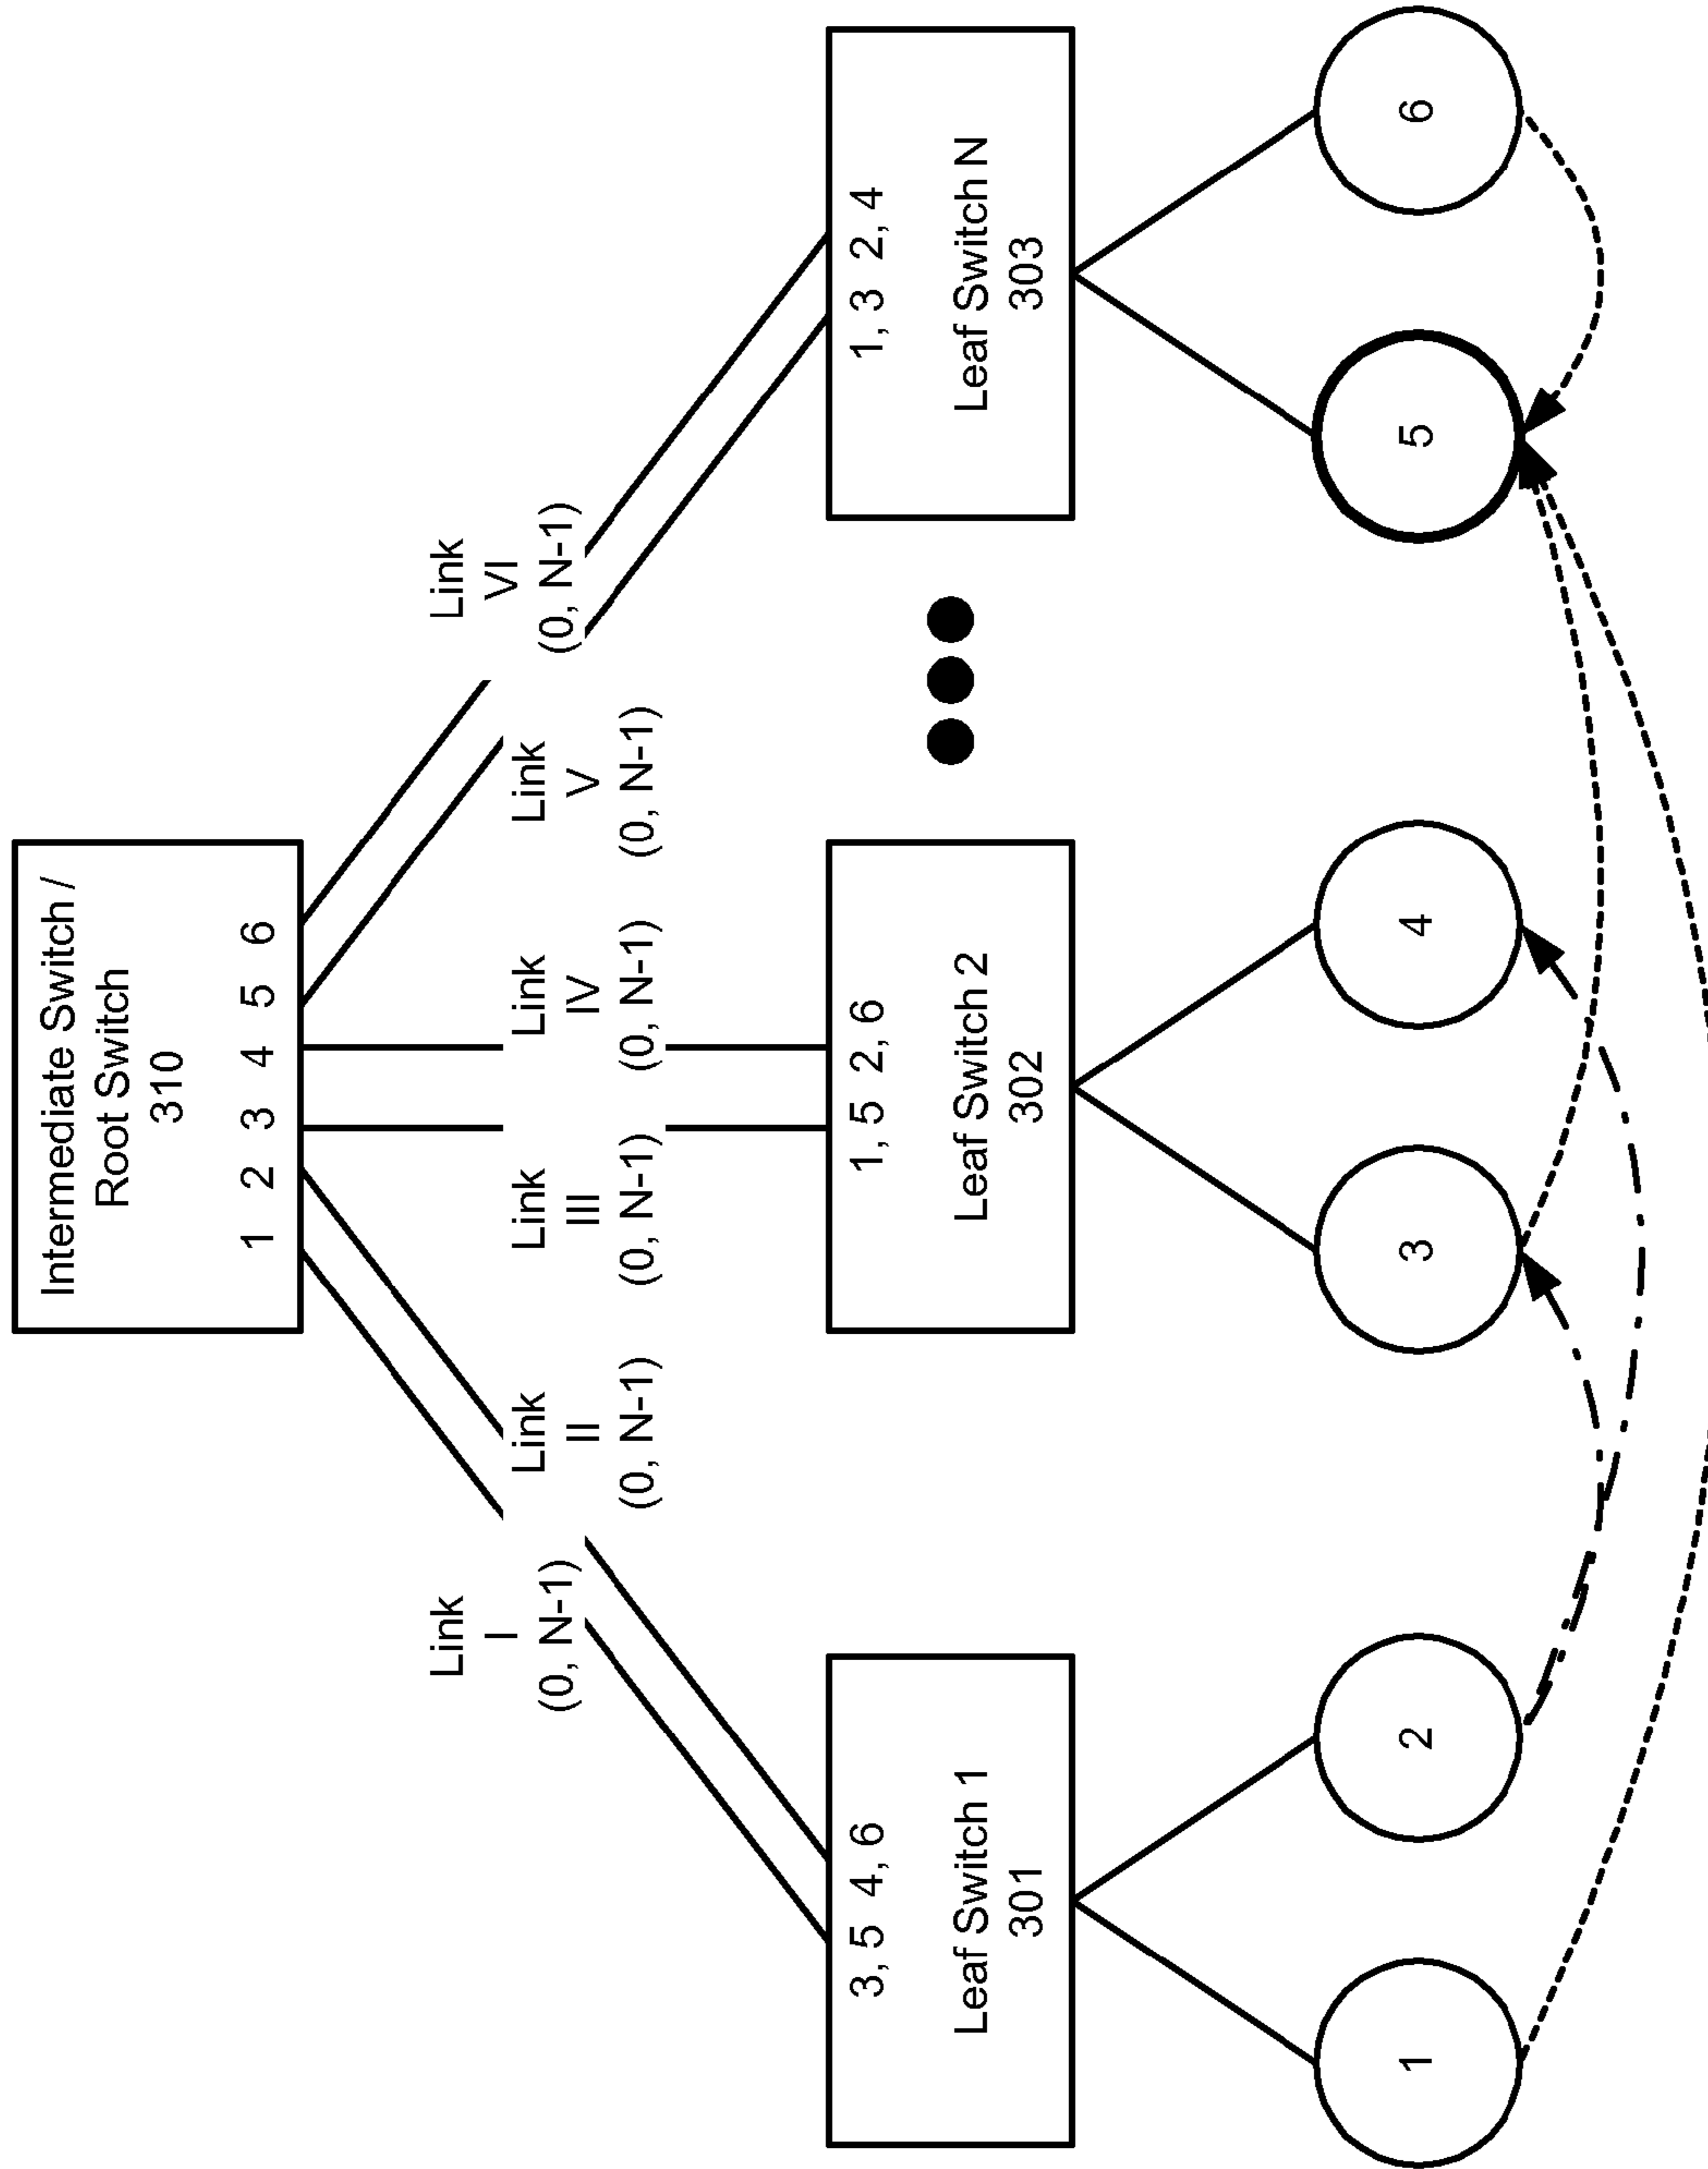 Intermediate Switch /
Root Switch
310
1 2 3 4 5 6
Link
I
(0, N-1)
Link
II
(0, N-1)
Link
III
(0, N-1)
Link
IV
(0, N-1)
Link
V
(0, N-1)
Link
VI
(0, N-1)
3, 5 4, 6
Leaf Switch 1
301
1, 5 2, 6
Leaf Switch 2
302
1, 3 2, 4
Leaf Switch N
303
1
2
3
4
5
6